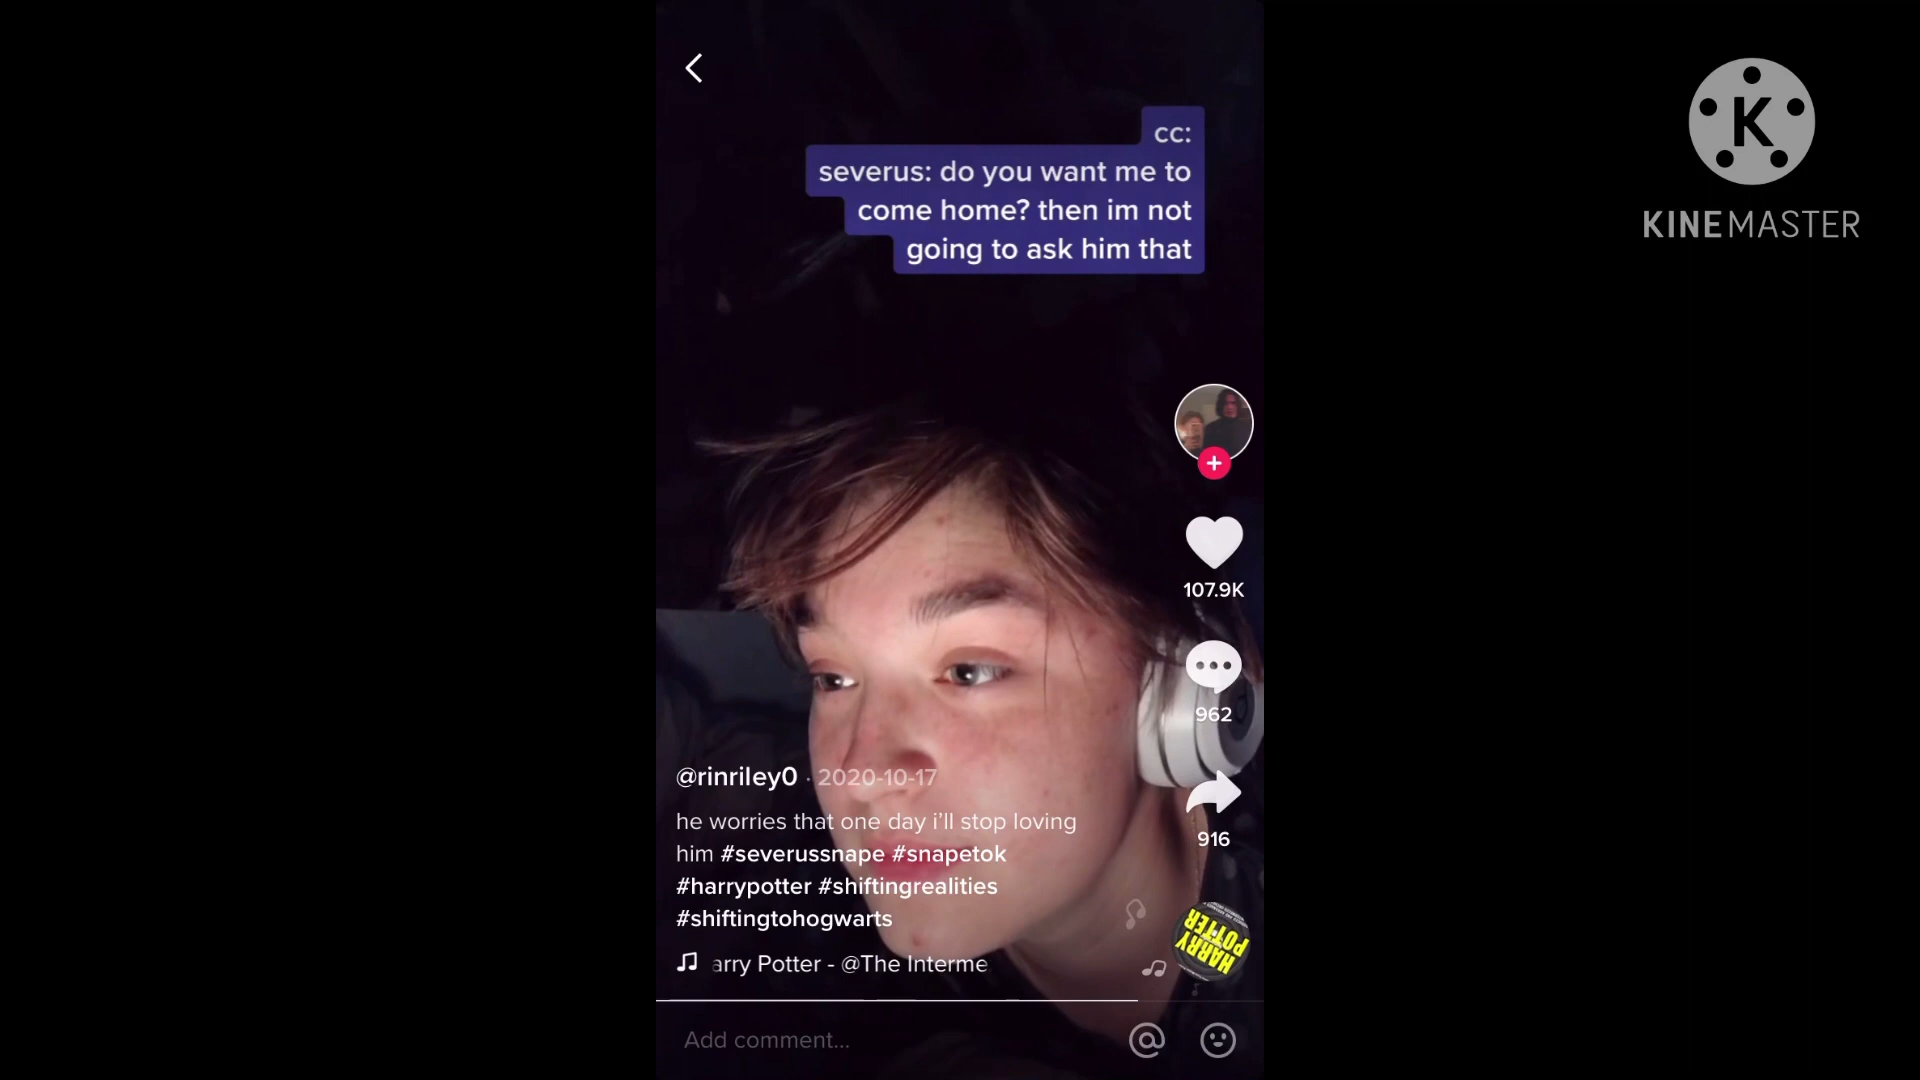 cc:
severus: do you want me to
come home? then im not
going to ask him that
K
KINEMASTER
107.9K
962
@rinriley0 · 2020-10-17
916
he worries that one day i'll stop loving
him #severussnape #snapetok
#harrypotter #shiftingrealities
#shiftingtohogwarts
HARRY
POTTER
arry Potter - @The Interme
Add comment...